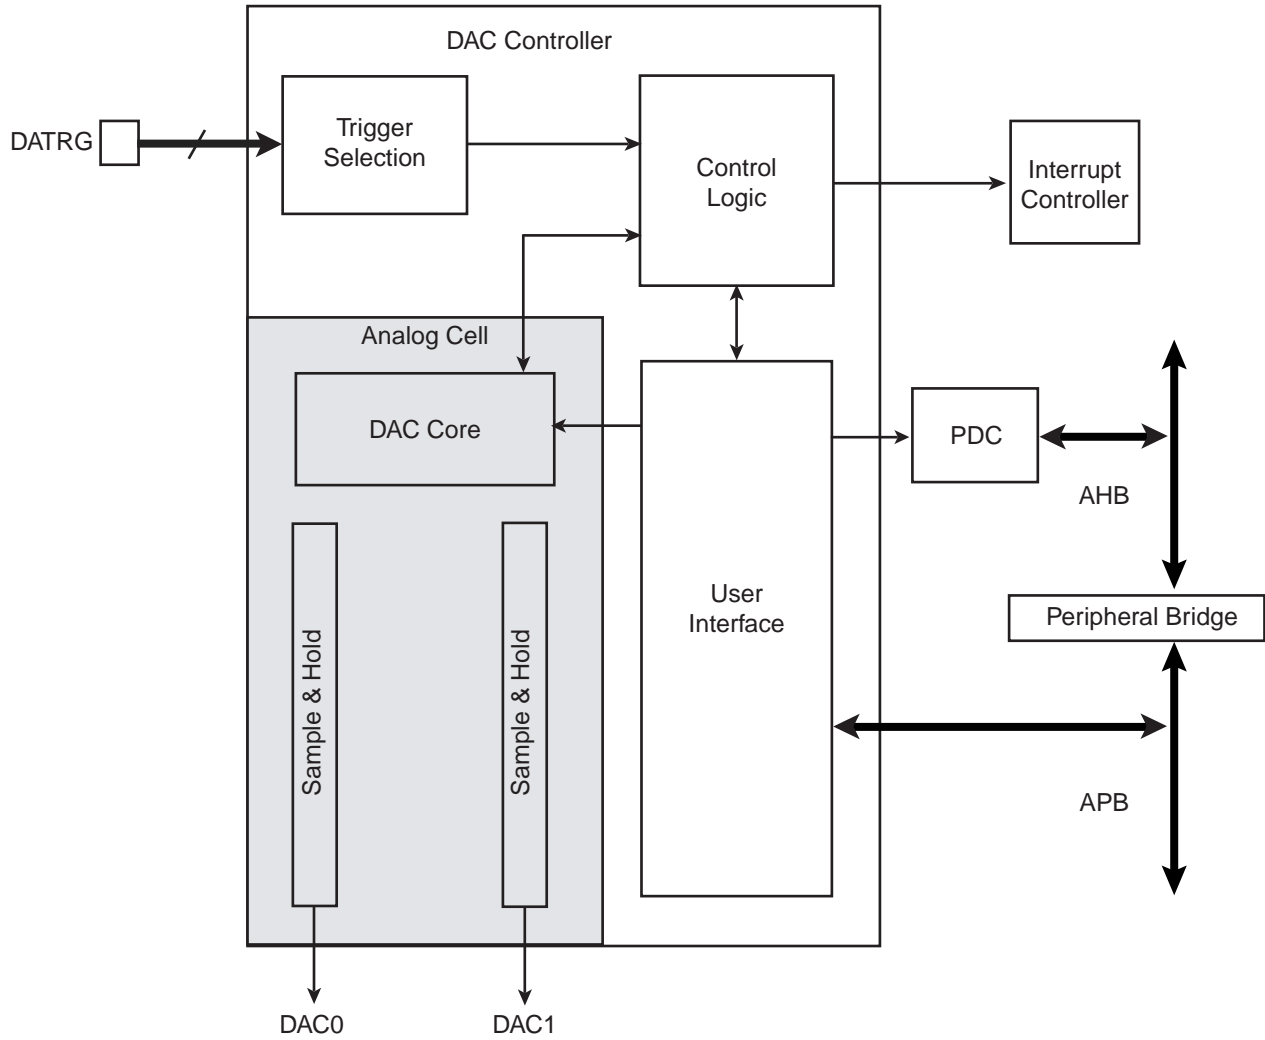 DAC Controller
DATRG
Trigger
Selection
Control
Logic
Interrupt
Controller
Analog Cell
DAC Core
PDC
AHB
User
Interface
Peripheral Bridge
Sample & Hold
Sample & Hold
APB
DAC0
DAC1